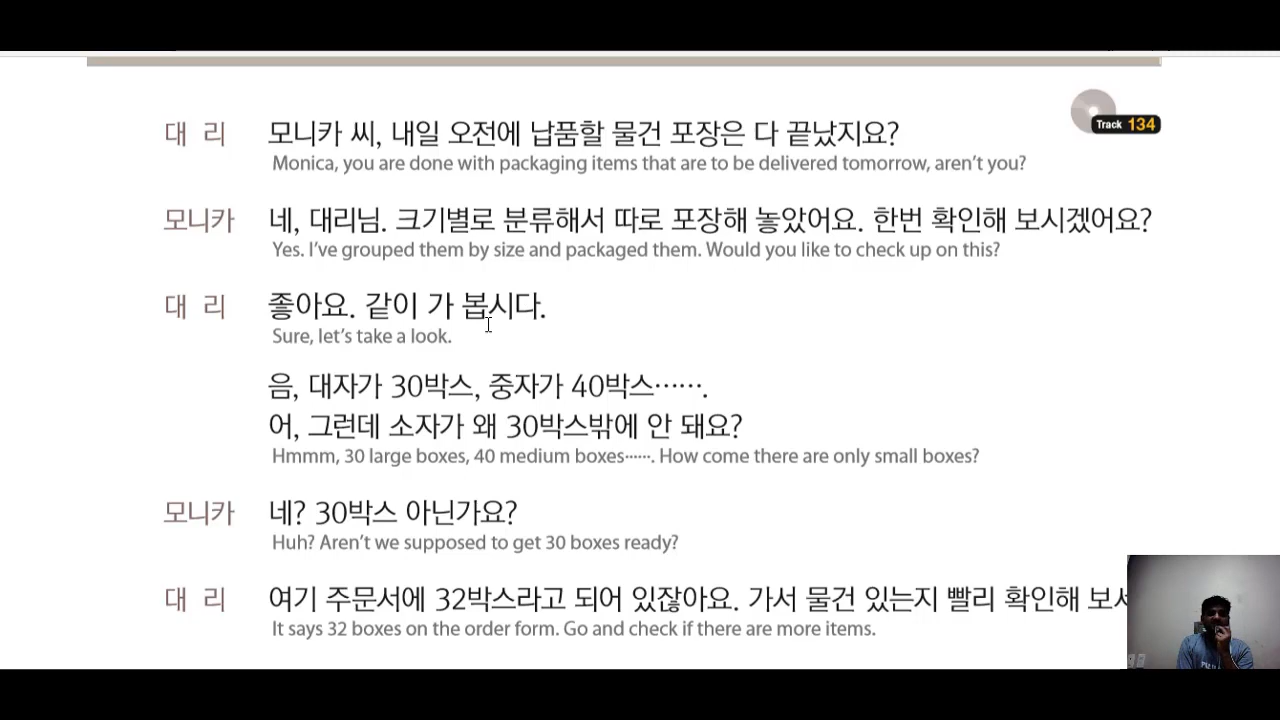 Track 134
대 리 모니카 씨, 내일 오전에 납품할 물건 포장은 다 끝났지요?
Monica, you are done with packaging items that are to be delivered tomorrow, aren't you?
모니카 네, 대리님. 크기별로 분류해서 따로 포장해 놓았어요. 한번 확인해 보시겠어요?
Yes. I've grouped them by size and packaged them. Would you like to check up on this?
대 리 좋아요. 같이 가 봅시다.
Sure, let's take a look.
음, 대자가 30박스, 중자가 40박스…….
어, 그런데 소자가 왜 30박스밖에 안 돼요?
Hmmm, 30 large boxes, 40 medium boxes……. How come there are only small boxes?
모니카 네? 30박스 아닌가요?
Huh? Aren't we supposed to get 30 boxes ready?
대 리 여기 주문서에 32박스라고 되어 있잖아요. 가서 물건 있는지 빨리 확인해
It says 32 boxes on the order form. Go and check if there are more items.